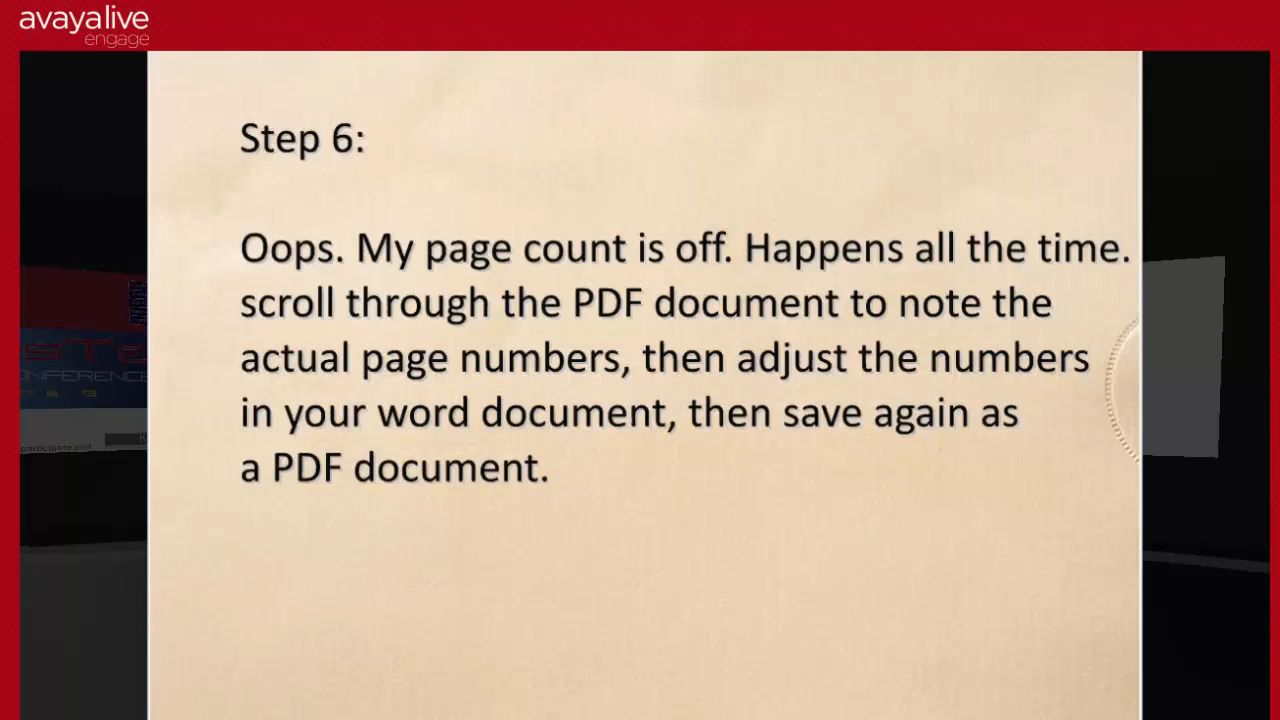 avayalive
engage
Step 6:
Oops. My page count is off. Happens all the time.
scroll through the PDF document to note the
actual page numbers, then adjust the numbers
in your word document, then save again as
a PDF document.